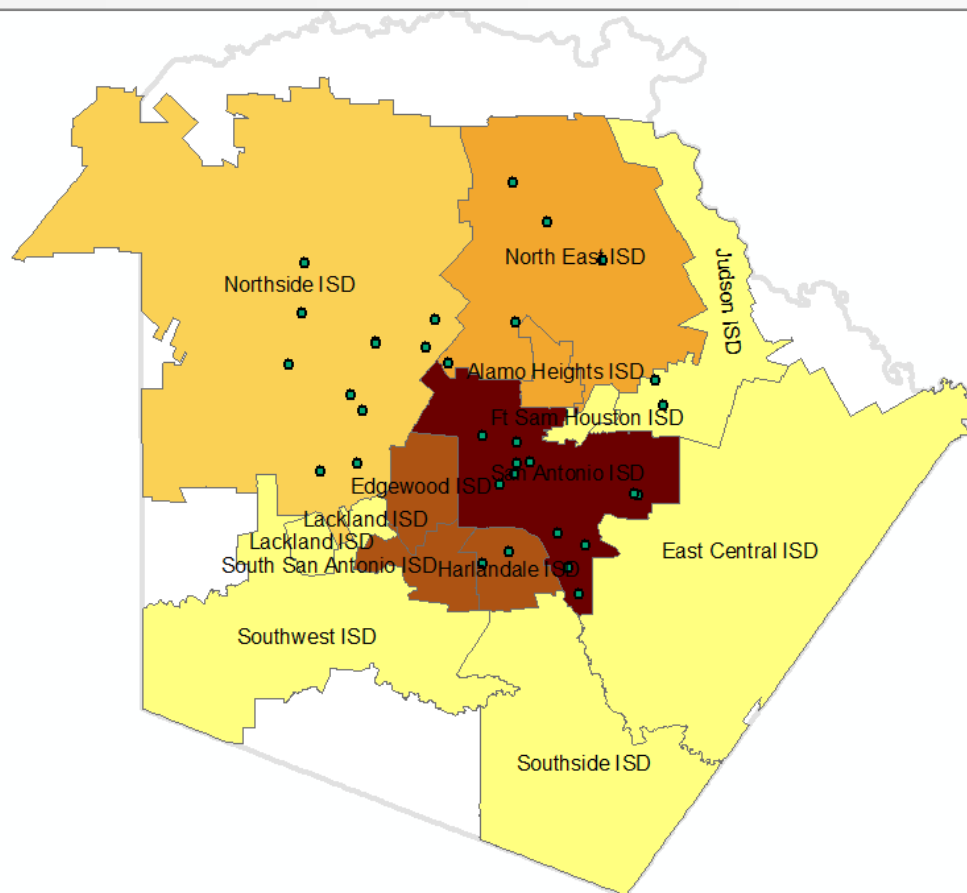 North East ISD
Northside ISD
Judson ISD
Alamo Heights ISD
Ft Sam Houston ISD
San Antonio ISD
Edgewood ISD
Lackland ISD
Lackland ISD
East Central ISD
South San Antonio ISD
Harlandale ISD
Southwest ISD
Southside ISD